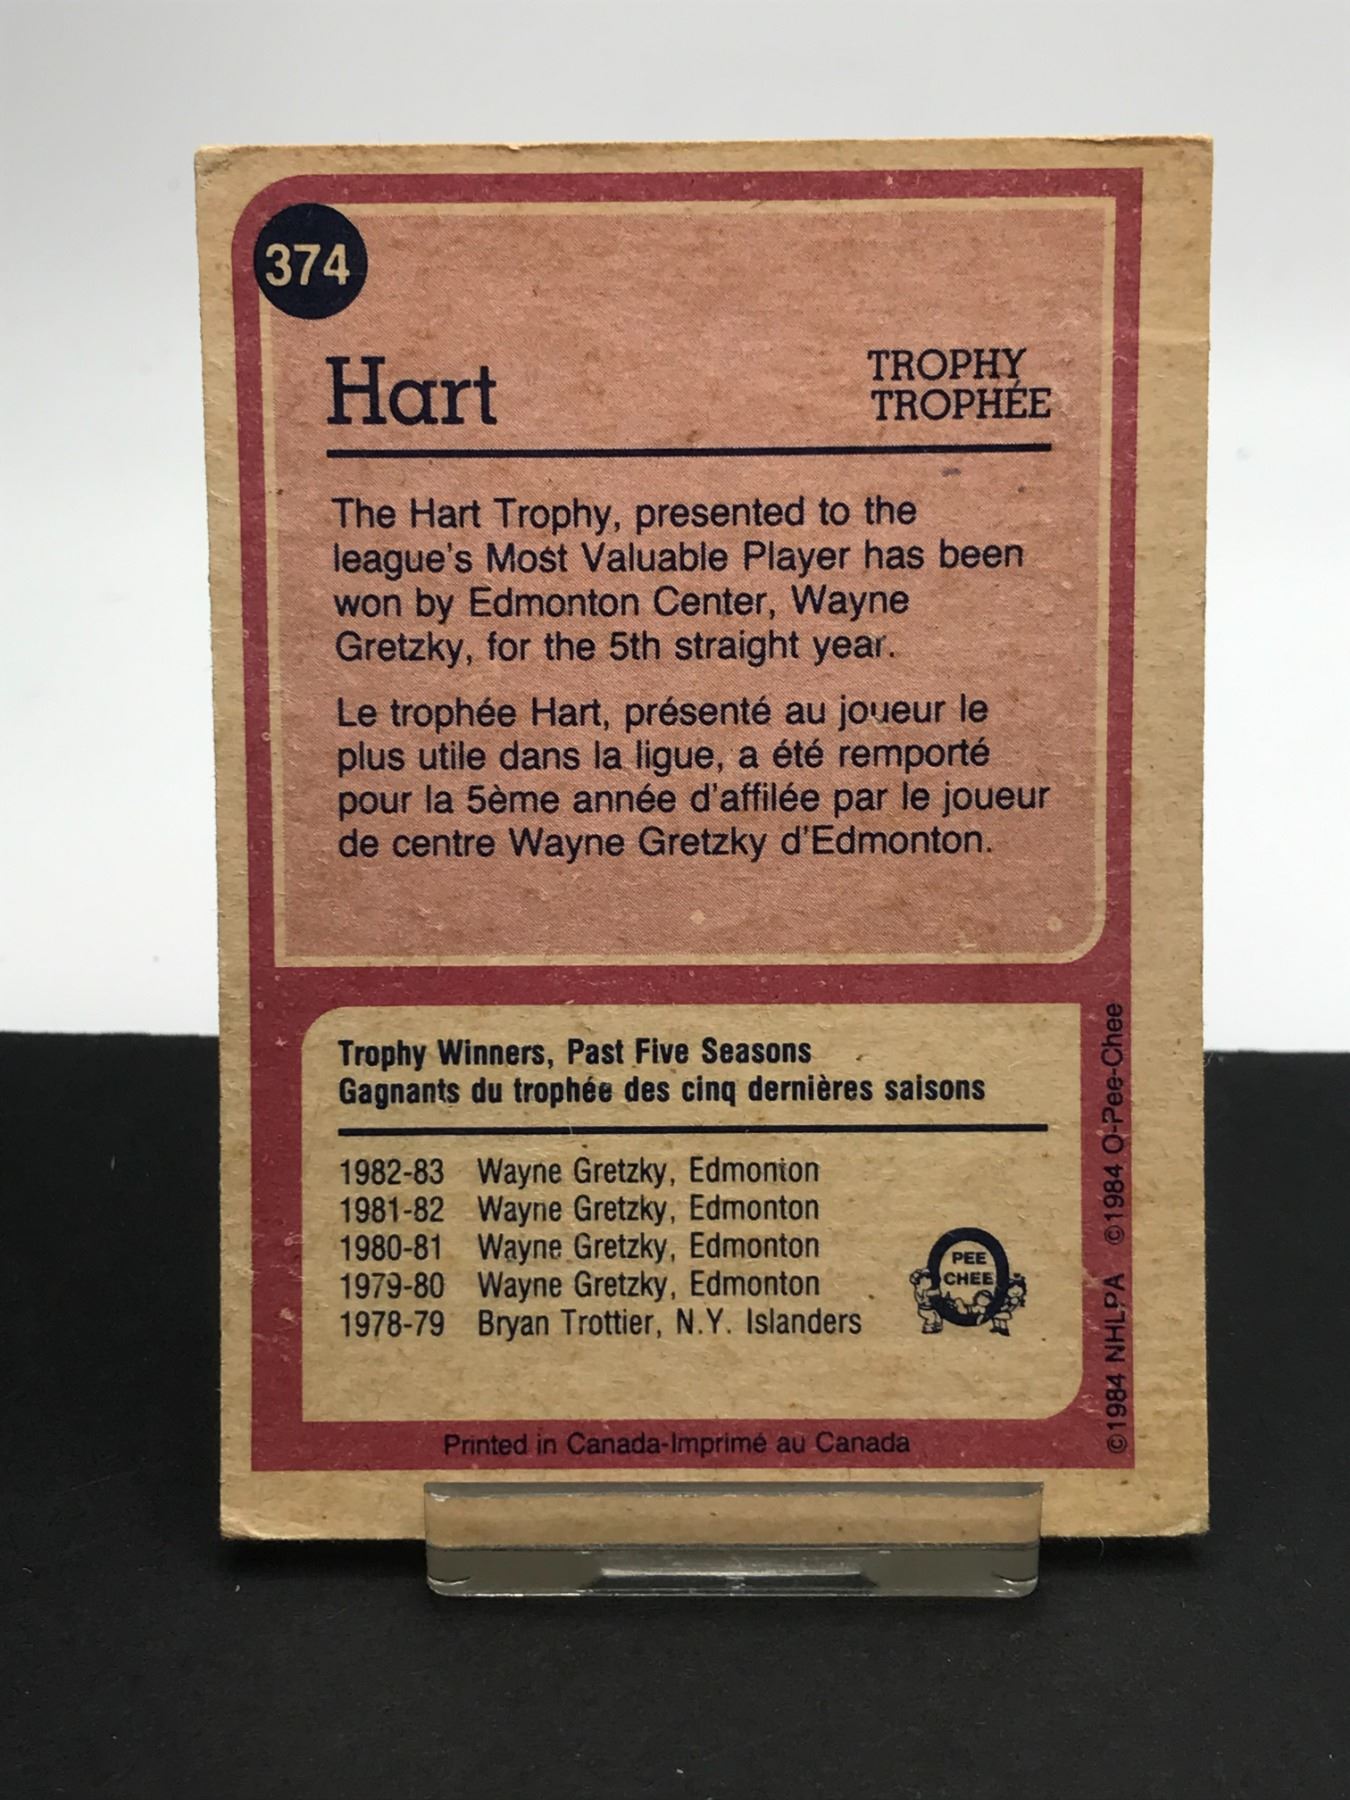 374
Hart
TROPHY
TROPHÉE
The Hart Trophy, presented to the
league's Most Valuable Player has been
won by Edmonton Center, Wayne
Gretzky, for the 5th straight year.
Le trophée Hart, présenté au joueur le
plus utile dans la ligue, a été remporté
pour la 5ème année d'affilée par le joueur
de centre Wayne Gretzky d'Edmonton.
Trophy Winners, Past Five Seasons
Gagnants du trophée des cinq dernières saisons
1982-83 Wayne Gretzky, Edmonton
1981-82 Wayne Gretzky, Edmonton
1980-81 Wayne Gretzky, Edmonton
1979-80 Wayne Gretzky, Edmonton
1978-79 Bryan Trottier, N.Y. Islanders
PEE
CHEE
Printed in Canada-Imprimé au Canada
©1984 NHLPA ©1984 O-Pee-Chee